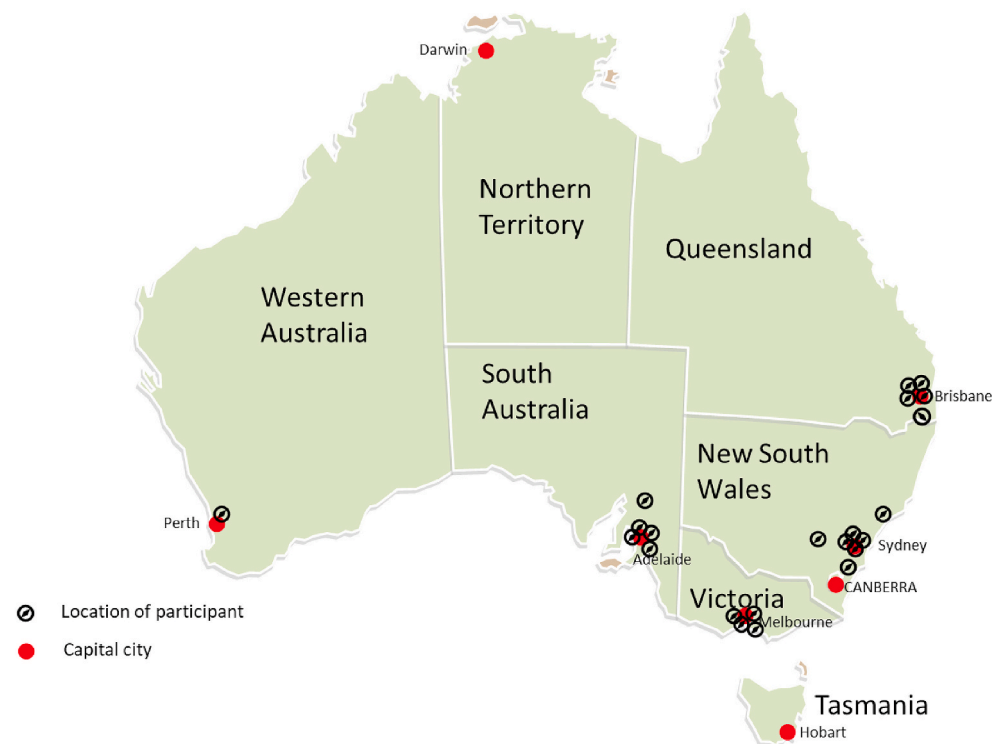 Darwin
Northern
Territory
Queensland
Western
Australia
South
Australia
Brisbane
New South
Wales
Perth
Sydney
Adelaide
CANBERRA
Victoria
Melbourne
Location of participant
Capital city
Tasmania
Hobart